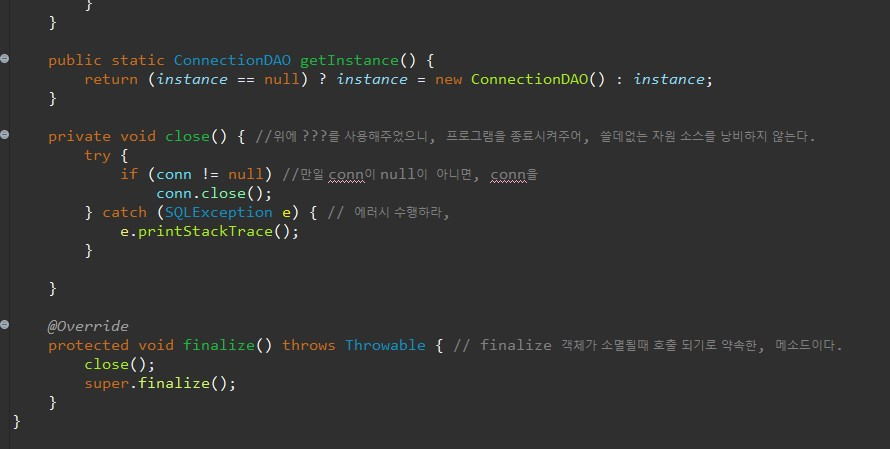 }
}
public static ConnectionDAO getInstance() {
return (instance == null) ? instance = new ConnectionDAO() : instance;
}
private void close() { //위에 ???를 사용해주었으니, 프로그램을 종료시켜주어, 쓸데없는 자원 소스를 낭비하지 않는다.
try {
if (conn != null) //만일 conn이 null이 아니면, conn을
conn.close();
} catch (SQLException e) { // 에러시 수행하라,
e.printStackTrace();
}
}
@Override
protected void finalize() throws Throwable { // finalize 객체가 소멸될때 호출 되기로 약속한, 메소드이다.
close();
super.finalize();
}
}